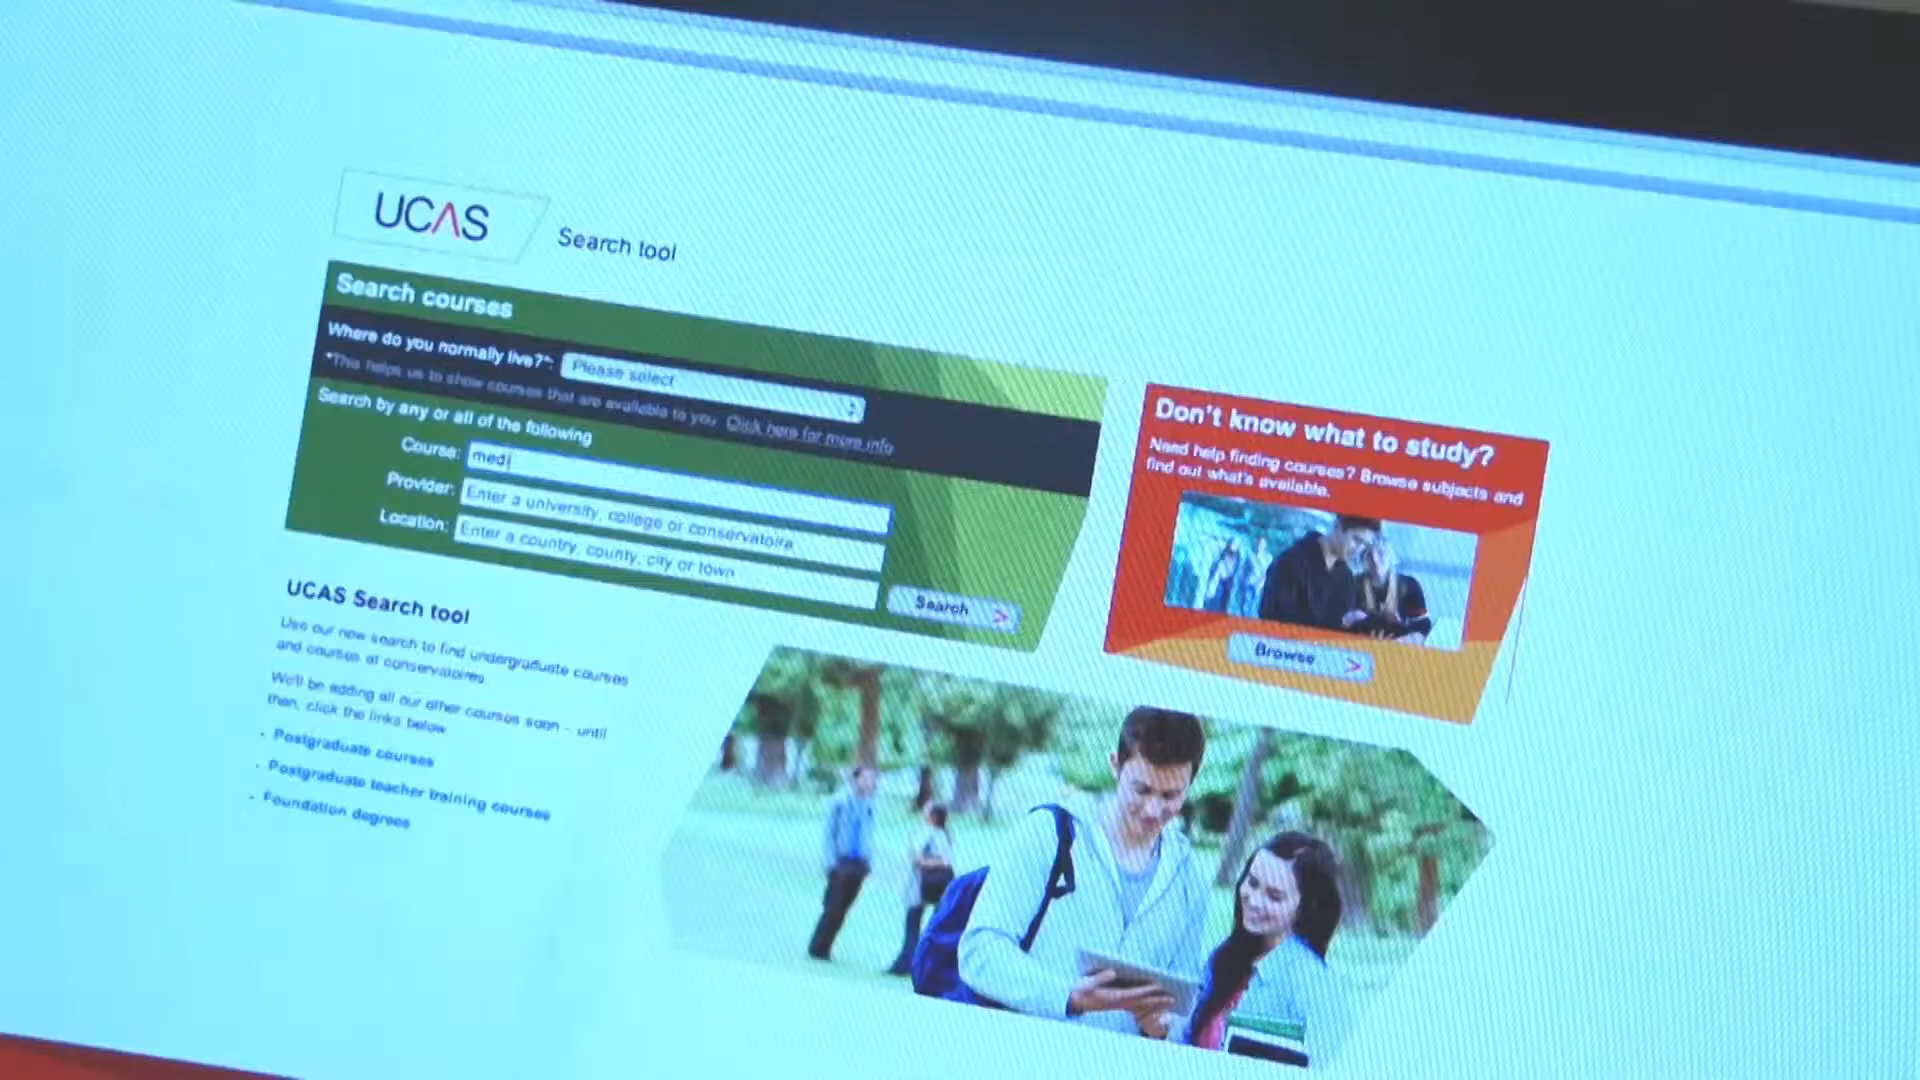 UCAS
Search tool
Search courses
Where do you normally live?*:
Please select
*This helps us to show courses that are available to you. Click here for more info
Search by any or all of the following
Course:
medi
Provider:
Enter a university, college or conservatoire
Location:
Enter a country, county, city or town
Search >
Don't know what to study?
Need help finding courses? Browse subjects and
find out what's available.
Browse >
UCAS Search tool
Use our new search to find undergraduate courses
and courses at conservatoires
We'll be adding all our other courses soon - until
then, click the links below
• Postgraduate courses
• Postgraduate teacher training courses
• Foundation degrees